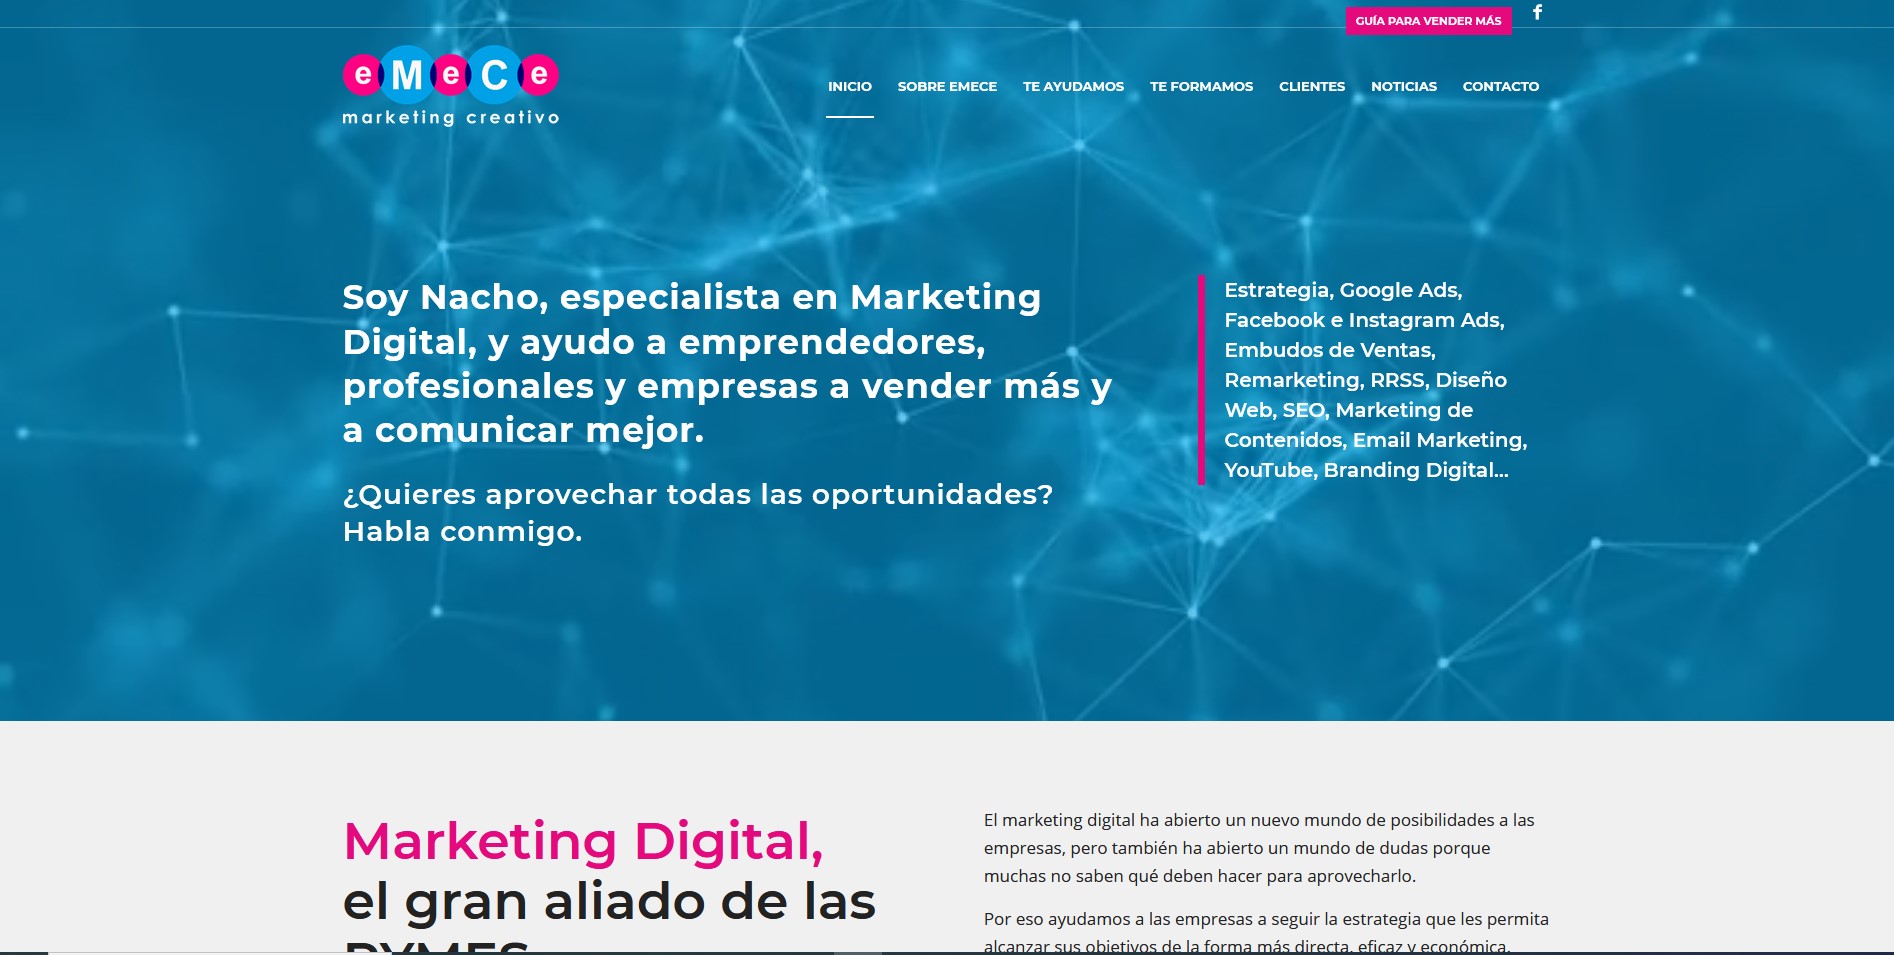 GUÍA PARA VENDER MÁS
eMeCe
marketing creativo
INICIO SOBRE EMECE TE AYUDAMOS TE FORMAMOS CLIENTES NOTICIAS CONTACTO
Soy Nacho, especialista en Marketing
Digital, y ayudo a emprendedores,
profesionales y empresas a vender más y
a comunicar mejor.
¿Quieres aprovechar todas las oportunidades?
Habla conmigo.
Estrategia, Google Ads,
Facebook e Instagram Ads,
Embudos de Ventas,
Remarketing, RRSS, Diseño
Web, SEO, Marketing de
Contenidos, Email Marketing,
YouTube, Branding Digital...
Marketing Digital,
el gran aliado de las
PYMES
El marketing digital ha abierto un nuevo mundo de posibilidades a las
empresas, pero también ha abierto un mundo de dudas porque
muchas no saben qué deben hacer para aprovecharlo.
Por eso ayudamos a las empresas a seguir la estrategia que les permita
alcanzar sus objetivos de la forma más directa, eficaz y económica.